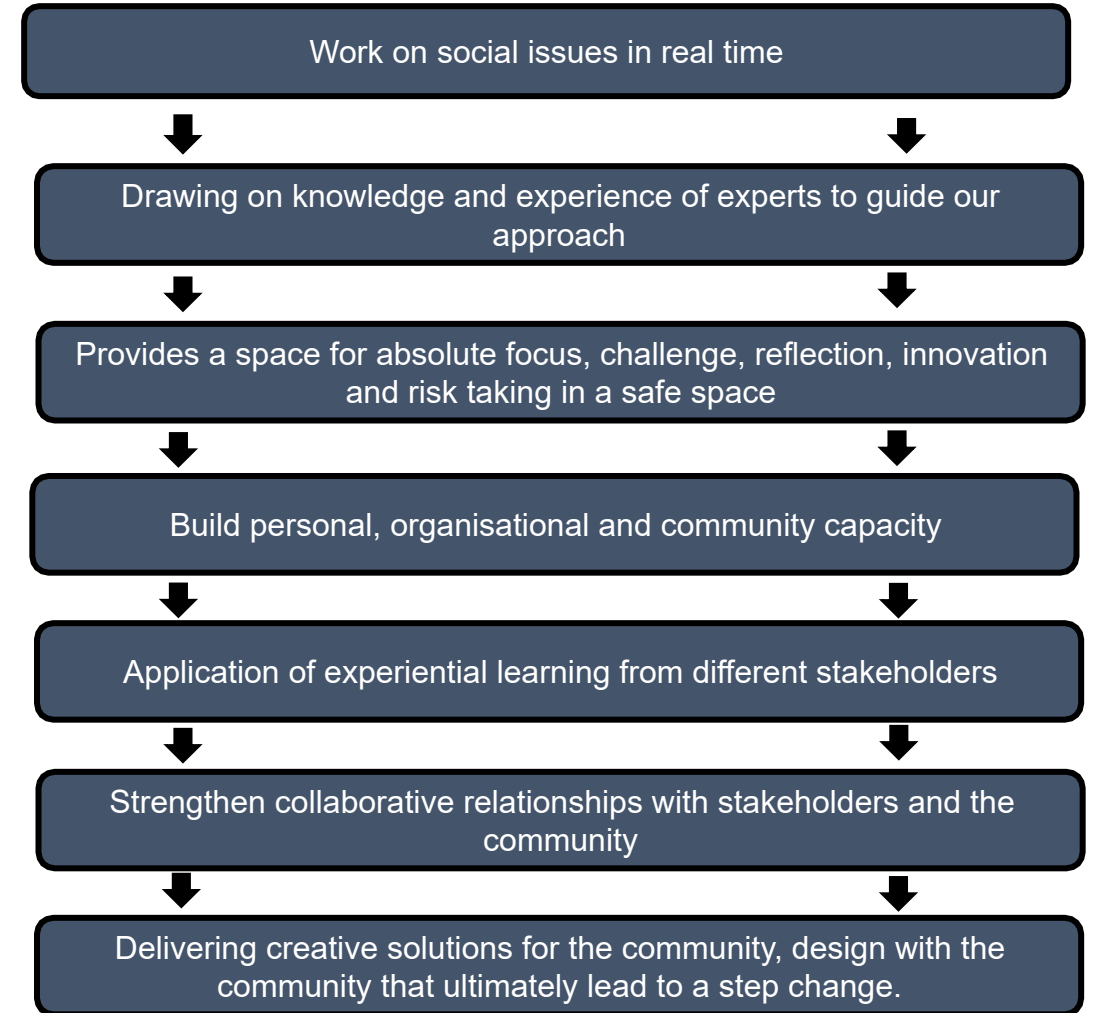 Work on social issues in real time
Drawing on knowledge and experience of experts to guide our
approach
Provides a space for absolute focus, challenge, reflection, innovation
and risk taking in a safe space
Build personal, organisational and community capacity
Application of experiential learning from different stakeholders
Strengthen collaborative relationships with stakeholders and the
community
Delivering creative solutions for the community, design with the
community that ultimately lead to a step change.